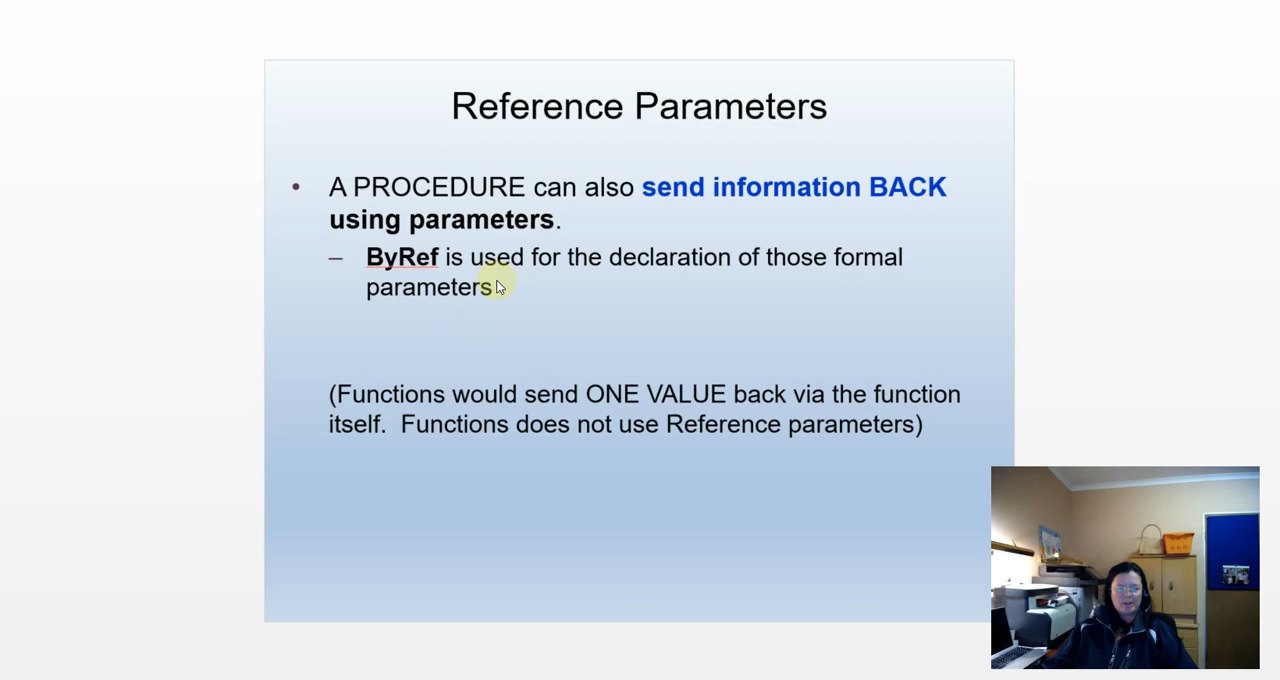 Reference Parameters
• A PROCEDURE can also send information BACK
using parameters.
– ByRef is used for the declaration of those formal
parameters
(Functions would send ONE VALUE back via the function
itself. Functions does not use Reference parameters)